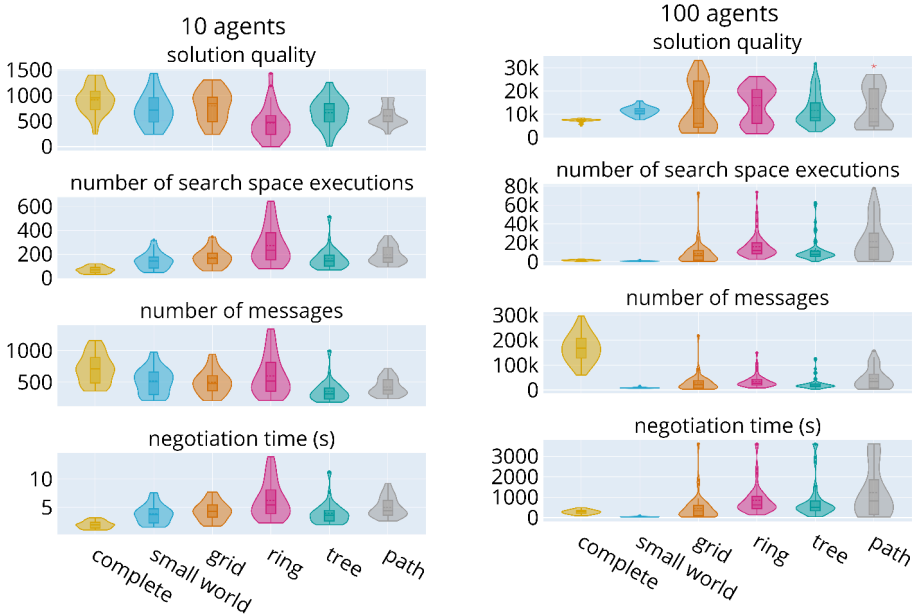 10 agents
solution quality
1500
1000
500
0
number of search space executions
600
400
200
0
number of messages
1000
500
negotiation time (s)
10
5
complete
small world
grid
ring
tree
path
100 agents
solution quality
30k
20k
10k
0
number of search space executions
80k
60k
40k
20k
0
number of messages
300k
200k
100k
0
negotiation time (s)
3000
2000
1000
0
complete
small world
grid
ring
tree
path